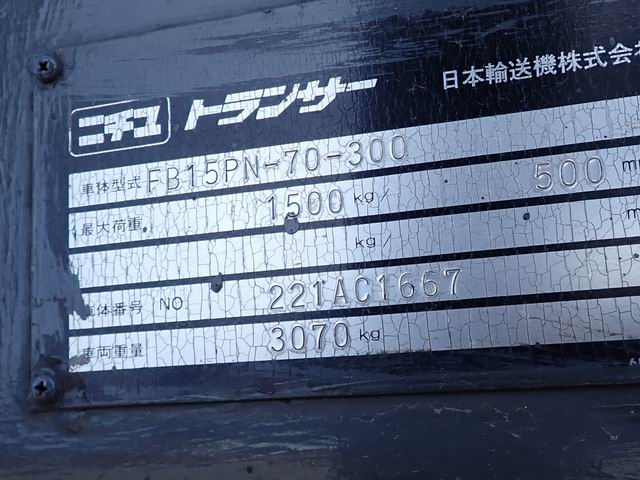 ニチユ トランサー 日本輸送機株式会
車体型式 FB15PN-70-300
最大荷重 1500 kg/ 500 m
kg/ m
車体番号 NO. 221AC1667
車両重量 3070 kg